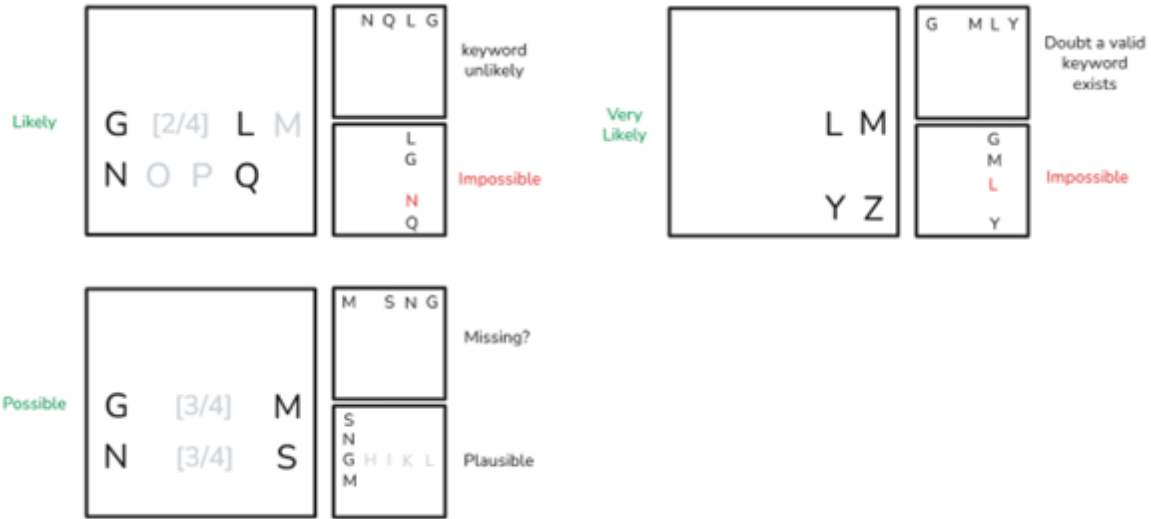 Likely
G [2/4] L M
N O P Q
N Q L G
keyword
unlikely
L
G
N
Q
Impossible
Very
Likely
L M
Y Z
G M L Y
Doubt a valid
keyword
exists
G
M
L
Y
Impossible
Possible
G [3/4] M
N [3/4] S
M S N G
Missing?
S
N
G H I K L
M
Plausible